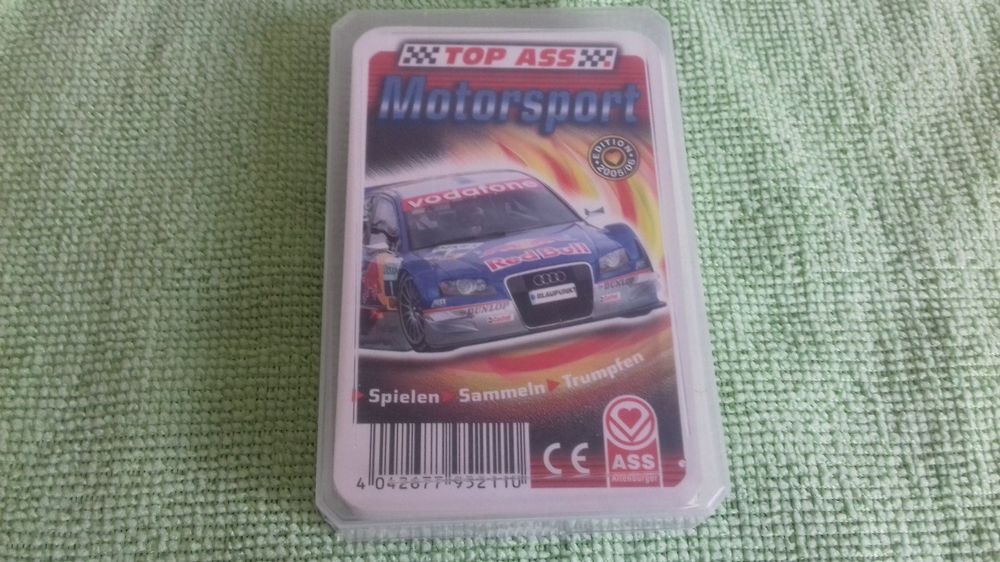 TOP ASS
Motorsport
EDITION
2005/06
vodafone
Red Bull
BLAUPUNKT
DUNLOP
DUNLOP
Spielen Sammeln Trumpfen
4 042677 932110
CE
ASS
Altenburger